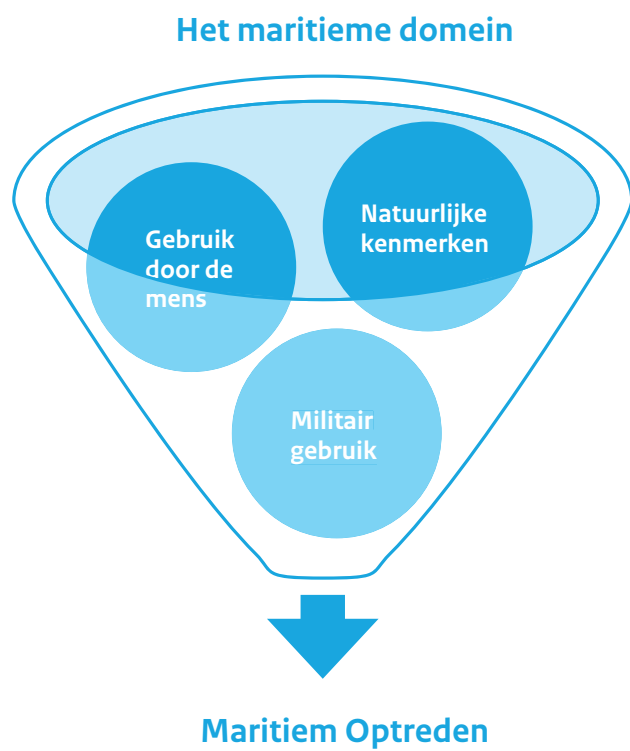 Het maritieme domein
Natuurlijke
kenmerken
Gebruik
door de
mens
Militair
gebruik
Maritiem Optreden